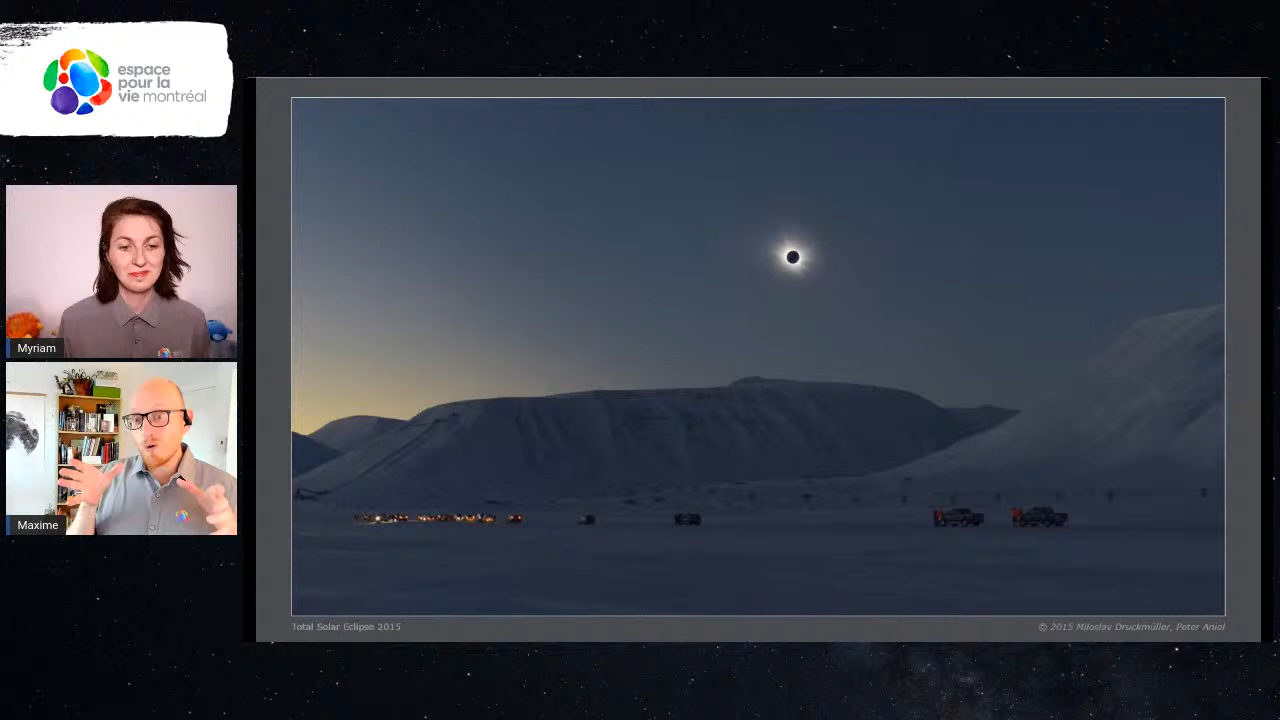 espace
pour la
vie montréal
Myriam
Maxime
Total Solar Eclipse 2015
© 2015 Miloslav Druckmüller, Peter Aniol